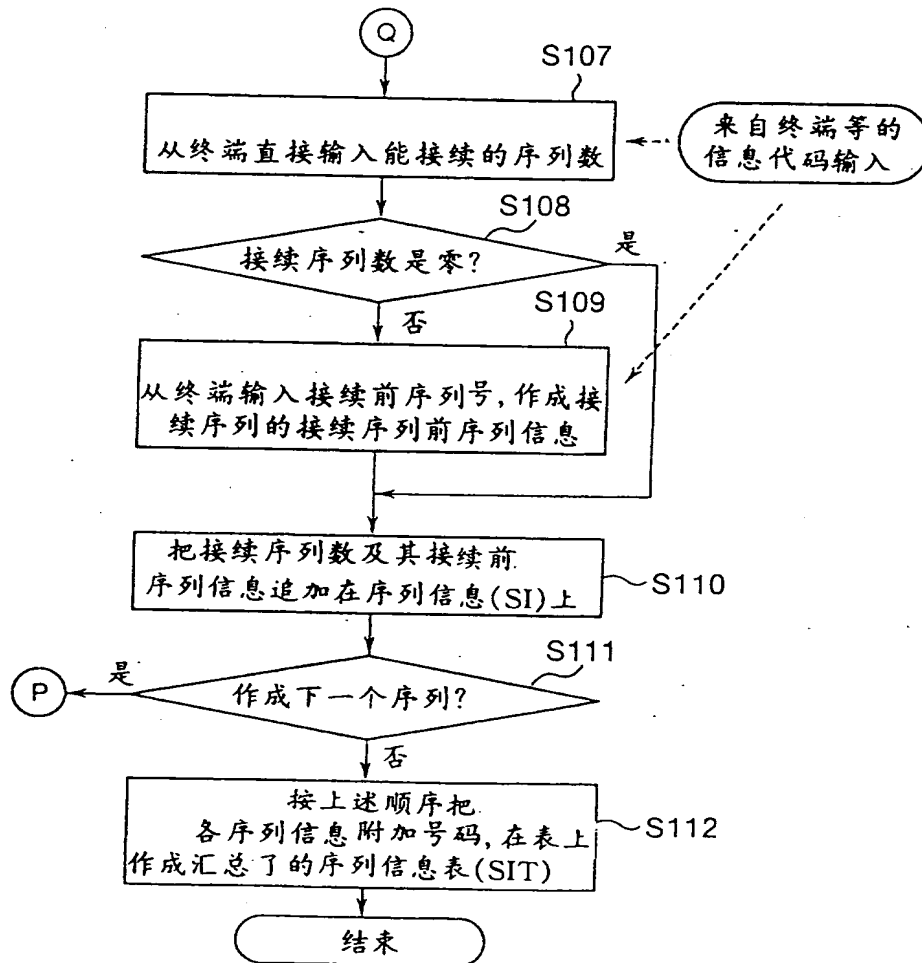 Q
S107
从终端直接输入能接续的序列数
来自终端等的
信息代码输入
S108
接续序列数是零?
是
否
S109
从终端输入接续前序列号,作成接
续序列的接续序列前序列信息
把接续序列数及其接续前
序列信息追加在序列信息(SI)上
S110
S111
作成下一个序列?
是
P
否
按上述顺序把
各序列信息附加号码,在表上
作成汇总了的序列信息表(SIT)
S112
结束